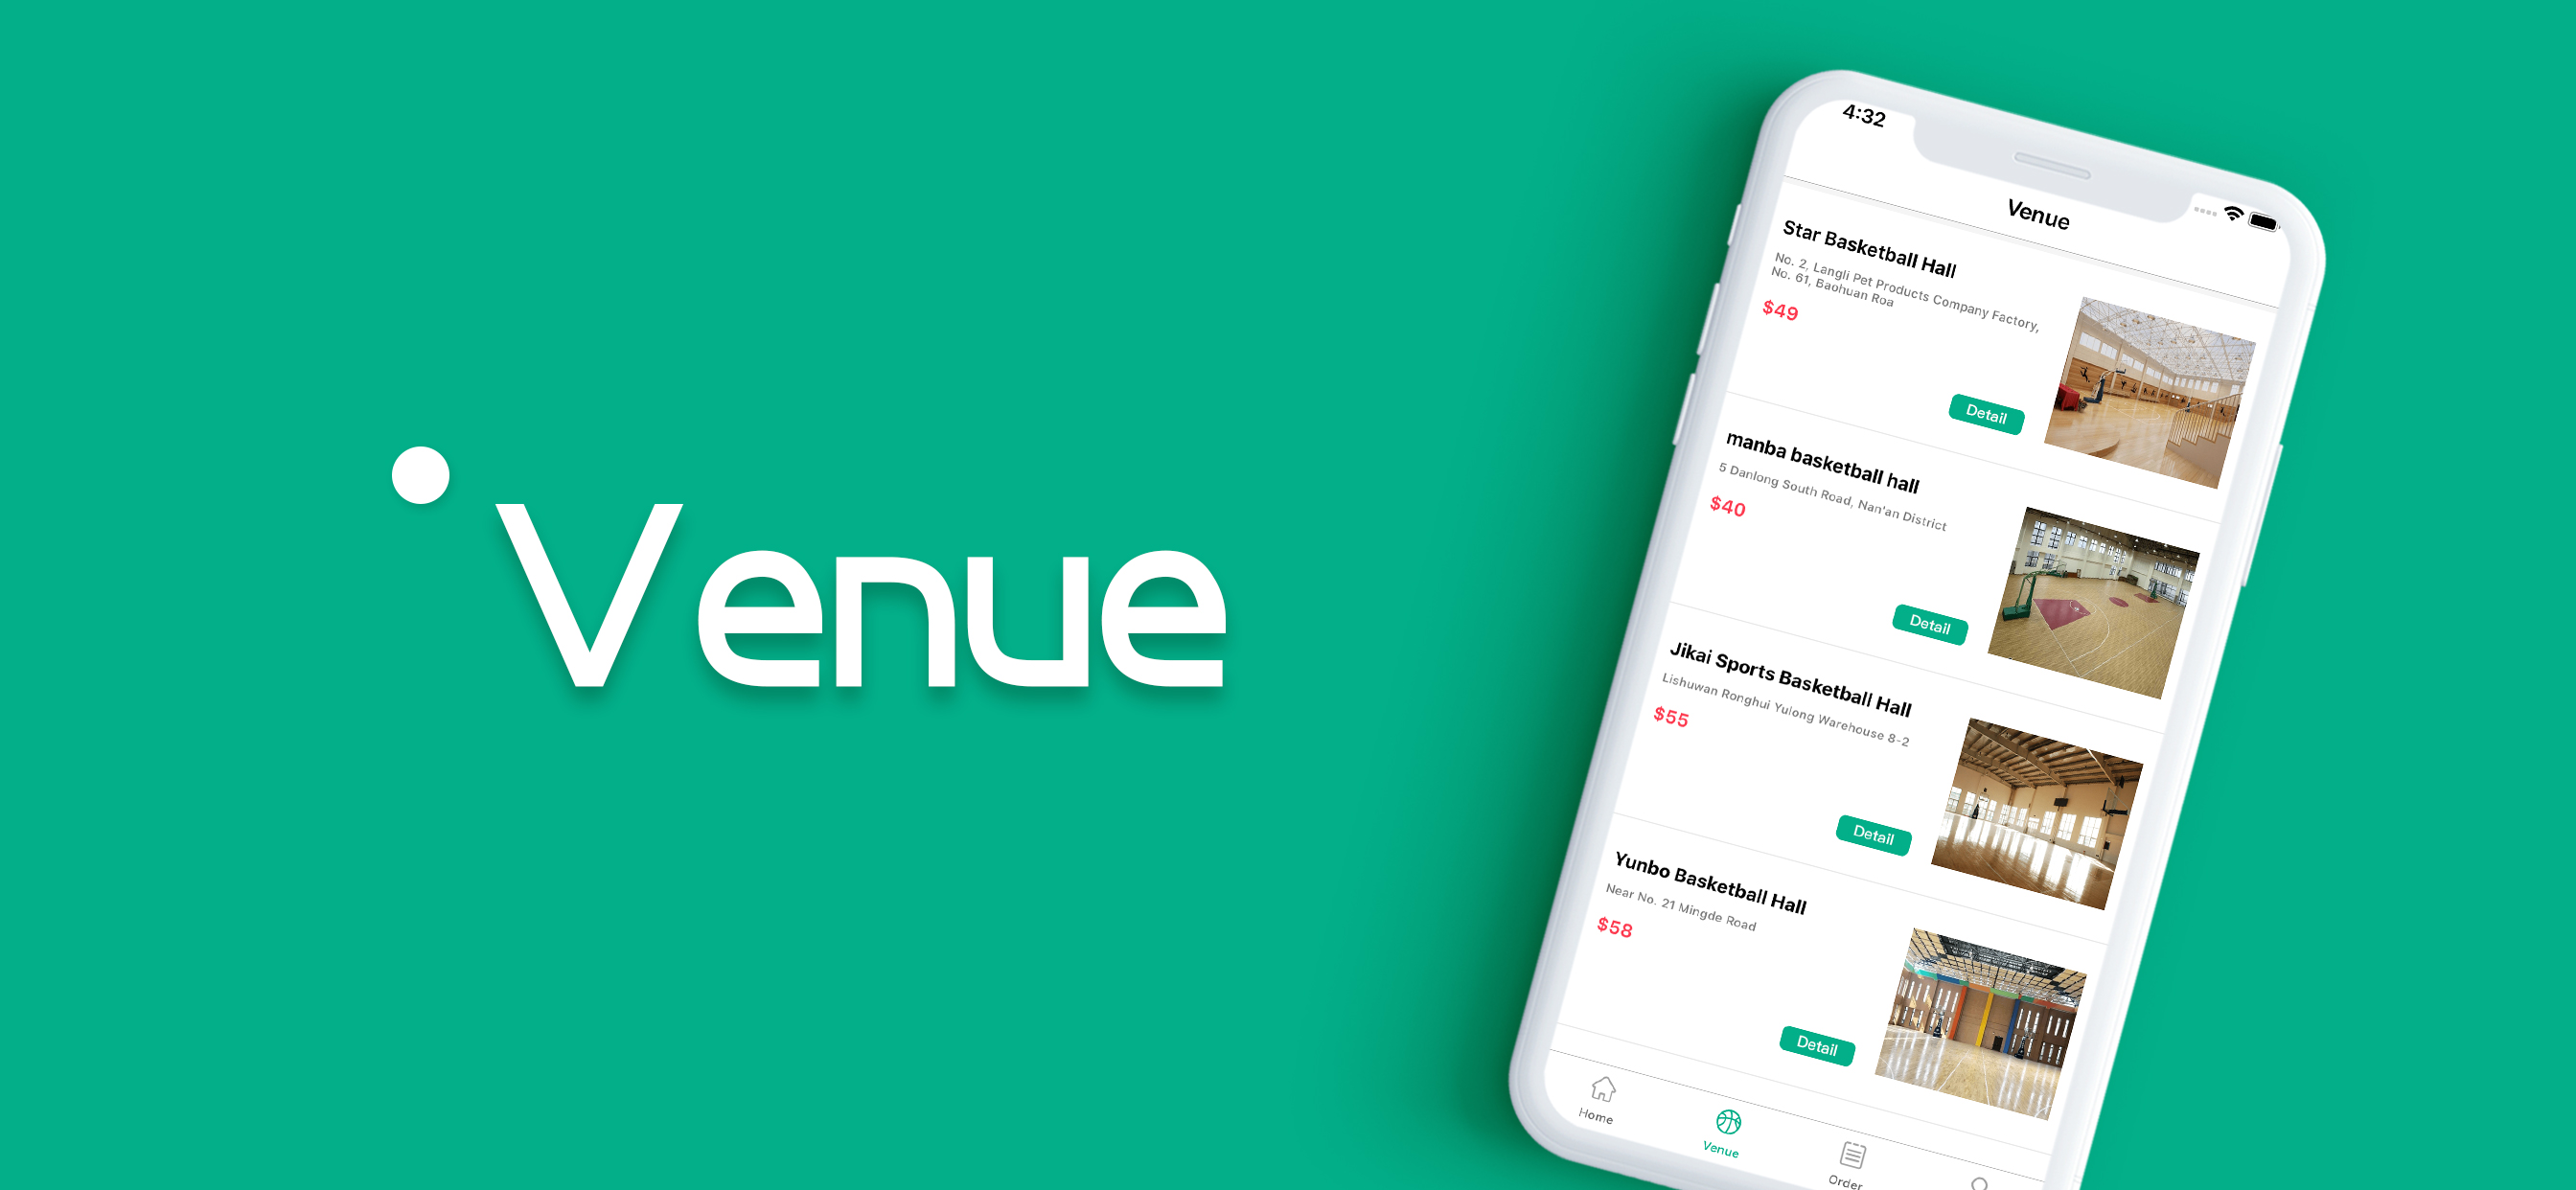 Venue
4:32
Venue
Star Basketball Hall
No. 2, Langli Pet Products Company Factory,
No. 61, Baohuan Roa
$49
Detail
manba basketball hall
5 Danlong South Road, Nan'an District
$40
Detail
Jikai Sports Basketball Hall
Lishuwan Ronghui Yulong Warehouse 8-2
$55
Detail
Yunbo Basketball Hall
Near No. 21 Mingde Road
$58
Detail
Home
Venue
Order